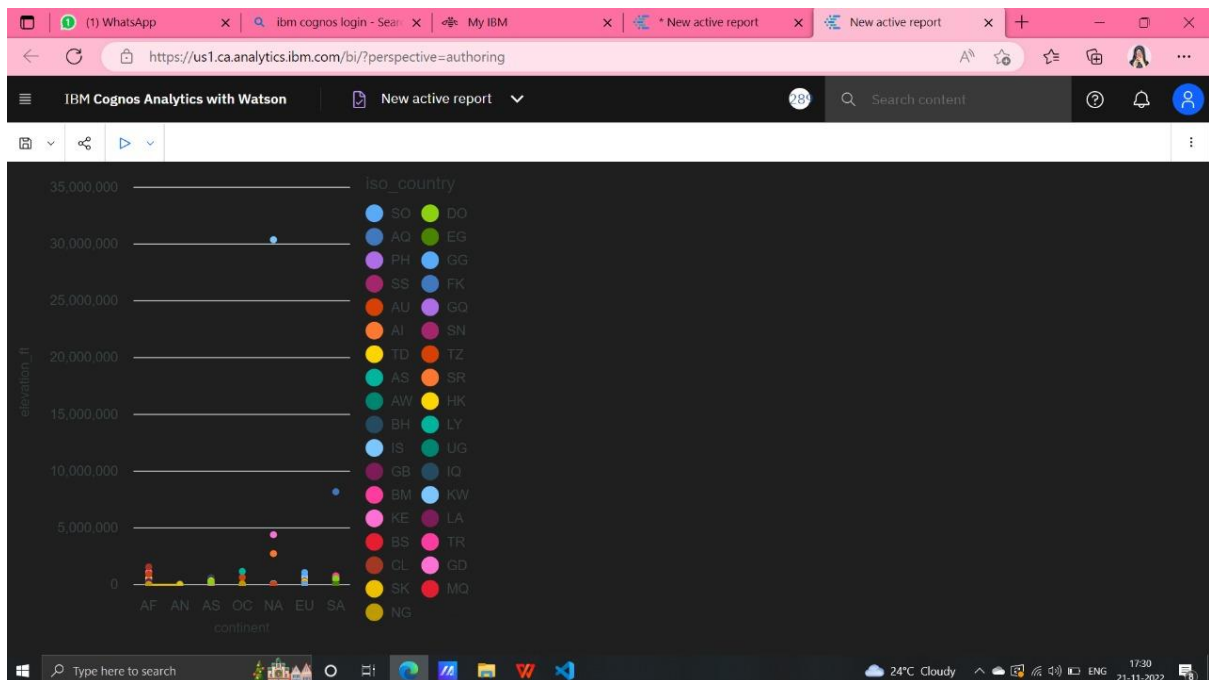 (1) WhatsApp
ibm cognos login - Sear
My IBM
* New active report
New active report
https://us1.ca.analytics.ibm.com/bi/?perspective=authoring
IBM Cognos Analytics with Watson
New active report
289
Search content
iso_country
SO DO
AQ EG
PH GG
SS FK
AU GQ
AI SN
TD TZ
AS SR
AW HK
BH LY
IS UG
GB IQ
BM KW
KE LA
BS TR
CL GD
SK MQ
NG
35,000,000
30,000,000
25,000,000
20,000,000
15,000,000
10,000,000
5,000,000
0
elevation_ft
AF AN AS OC NA EU SA
continent
Type here to search
24°C Cloudy
ENG
17:30
21-11-2022
8